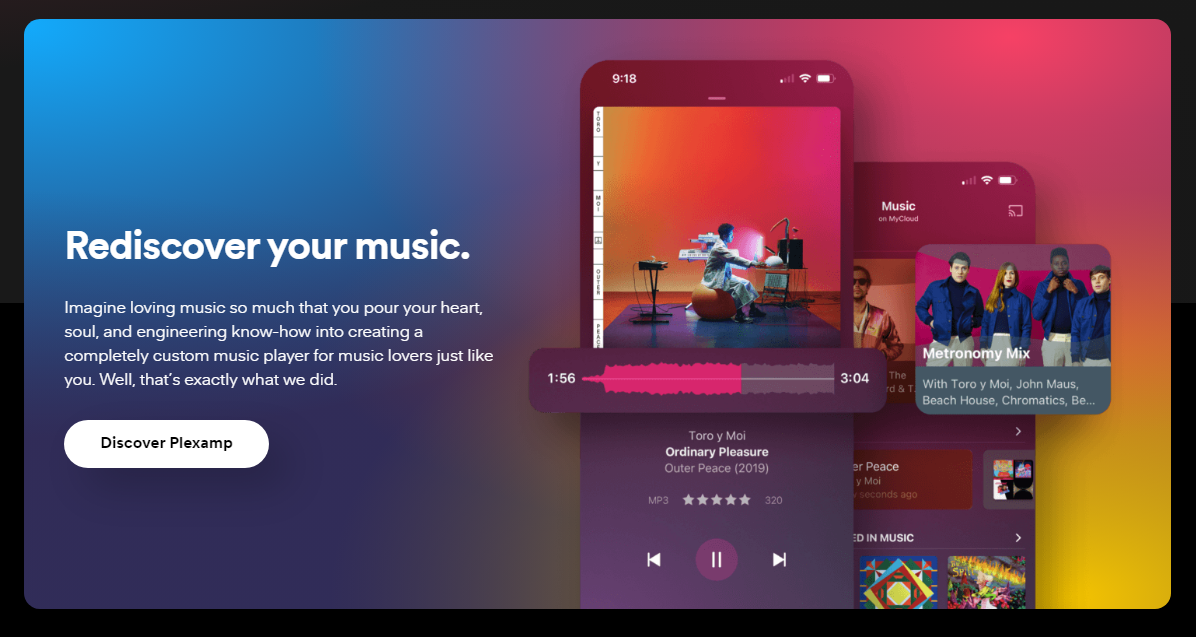 Rediscover your music.
Imagine loving music so much that you pour your heart,
soul, and engineering know-how into creating a
completely custom music player for music lovers just like
you. Well, that's exactly what we did.
Discover Plexamp
9:18
TORO
Y
MOI
OUTER
PEACE
1:56
3:04
Toro y Moi
Ordinary Pleasure
Outer Peace (2019)
MP3
320
Music
on MyCloud
The
rd & T.
Metronomy Mix
With Toro y Moi, John Maus,
Beach House, Chromatics, Be...
er Peace
y Moi
seconds ago
ED IN MUSIC